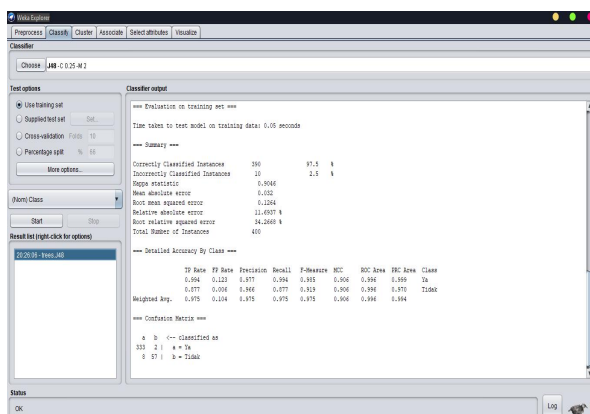 Weka Explorer
Preprocess Classify Cluster Associate Select attributes Visualize
Classifier
Choose J48 -C 0.25 -M 2
Test options
Use training set
Supplied test set Set...
Cross-validation Folds 10
Percentage split % 66
More options...
(Nom) Class
Start Stop
Result list (right-click for options)
20:26:06 - trees.J48
Classifier output
=== Evaluation on training set ===
Time taken to test model on training data: 0.05 seconds
=== Summary ===
Correctly Classified Instances 390 97.5 %
Incorrectly Classified Instances 10 2.5 %
Kappa statistic 0.9046
Mean absolute error 0.032
Root mean squared error 0.1264
Relative absolute error 11.6937 %
Root relative squared error 34.2668 %
Total Number of Instances 400
=== Detailed Accuracy By Class ===
TP Rate FP Rate Precision Recall F-Measure MCC ROC Area PRC Area Class
0.994 0.123 0.977 0.994 0.985 0.906 0.996 0.999 Ya
0.877 0.006 0.966 0.877 0.919 0.906 0.996 0.970 Tidak
Weighted Avg. 0.975 0.104 0.975 0.975 0.975 0.906 0.996 0.994
=== Confusion Matrix ===
a b <-- classified as
333 2 | a = Ya
8 57 | b = Tidak
Status
OK
Log